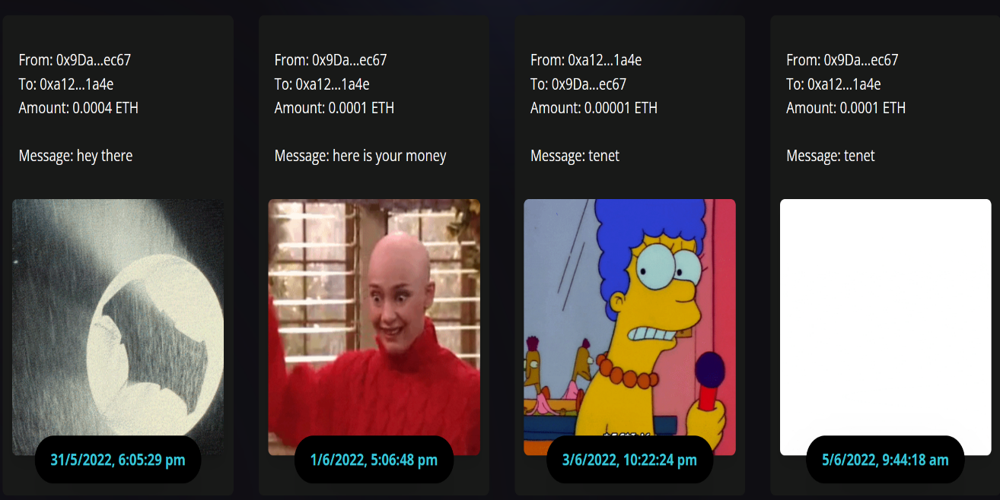 From: 0x9Da...ec67
To: 0xa12...1a4e
Amount: 0.0004 ETH
Message: hey there
31/5/2022, 6:05:29 pm
From: 0x9Da...ec67
To: 0xa12...1a4e
Amount: 0.0001 ETH
Message: here is your money
1/6/2022, 5:06:48 pm
From: 0xa12...1a4e
To: 0x9Da...ec67
Amount: 0.00001 ETH
Message: tenet
3/6/2022, 10:22:24 pm
From: 0x9Da...ec67
To: 0xa12...1a4e
Amount: 0.0001 ETH
Message: tenet
5/6/2022, 9:44:18 am